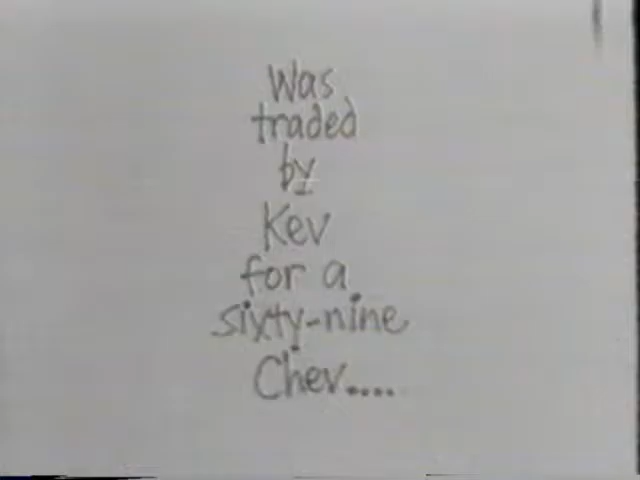 Was
traded
by
Kev
for a
sixty-nine
Chev....